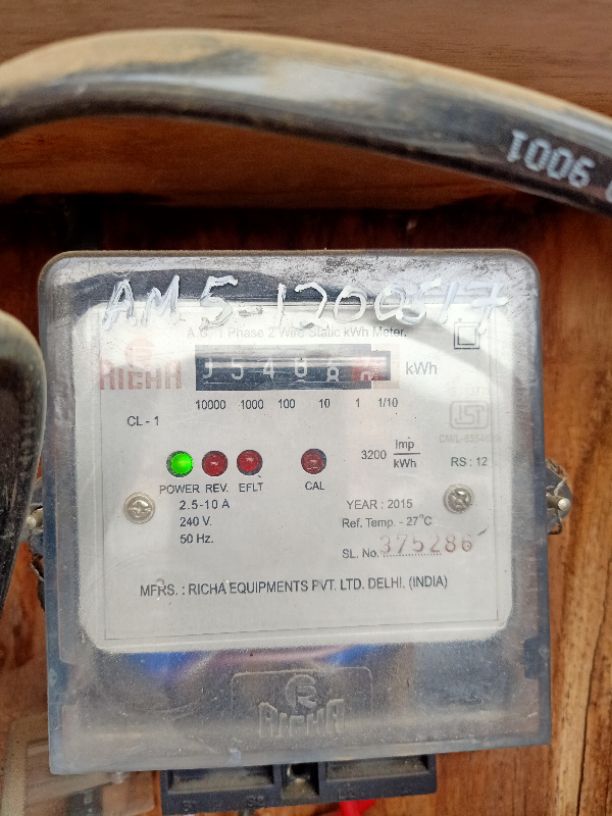 1006
AM5-1200517
A.C. 1 Phase 2 Wire Static kWh Meter.
RICHA
kWh
10000 1000 100 10 1 1/10
CL - 1
3200 Imp/kWh
RS : 12
POWER REV. EFLT CAL
2.5-10 A
YEAR : 2015
240 V.
Ref. Temp. - 27°C
50 Hz.
SL. No. 375286
MFRS. : RICHA EQUIPMENTS PVT. LTD. DELHI. (INDIA)
RICHA